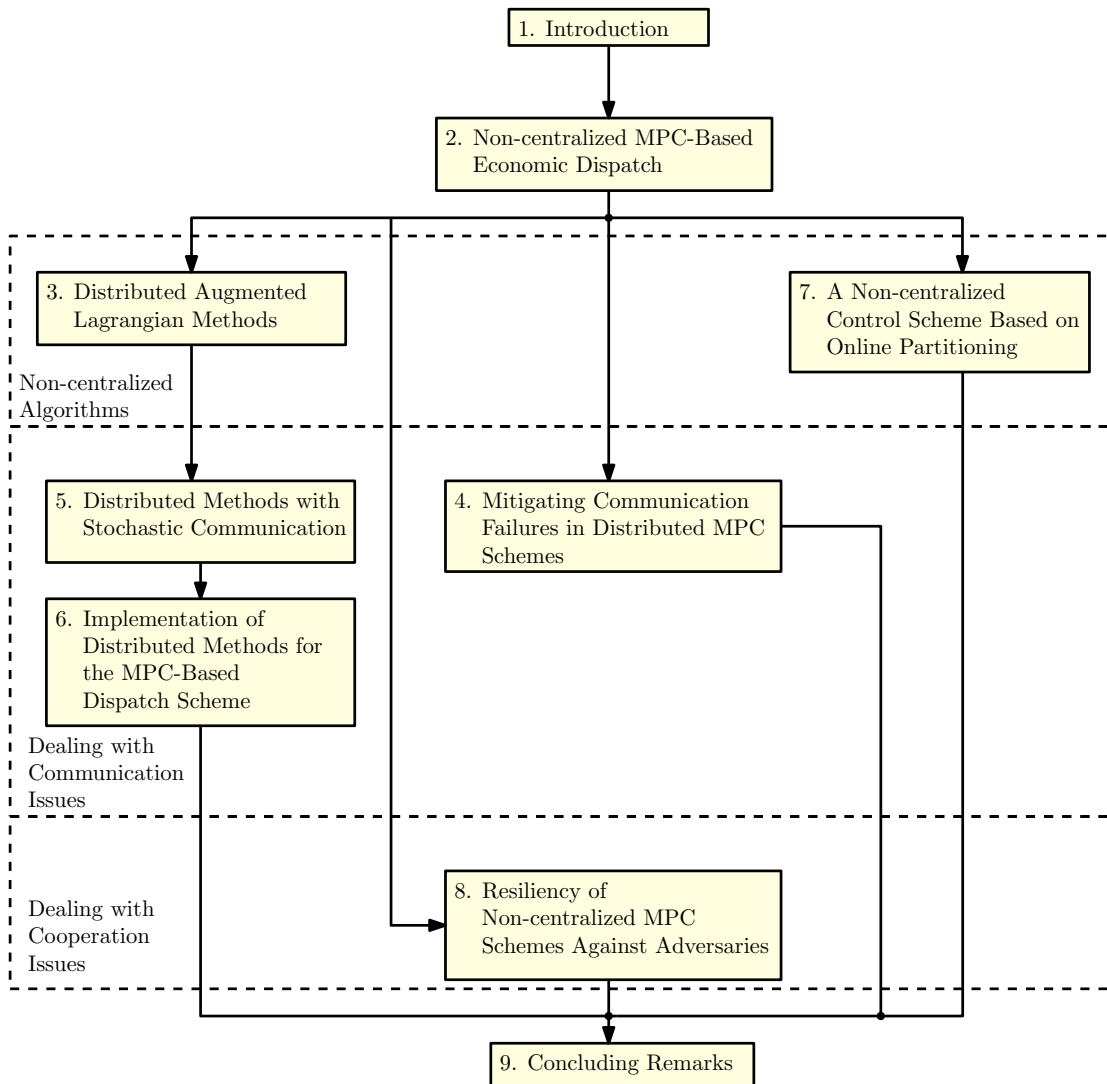 1. Introduction
2. Non-centralized MPC-Based
Economic Dispatch
3. Distributed Augmented
Lagrangian Methods
7. A Non-centralized
Control Scheme Based on
Online Partitioning
Non-centralized
Algorithms
5. Distributed Methods with
Stochastic Communication
4. Mitigating Communication
Failures in Distributed MPC
Schemes
6. Implementation of
Distributed Methods for
the MPC-Based
Dispatch Scheme
Dealing with
Communication
Issues
8. Resiliency of
Non-centralized MPC
Schemes Against Adversaries
Dealing with
Cooperation
Issues
9. Concluding Remarks